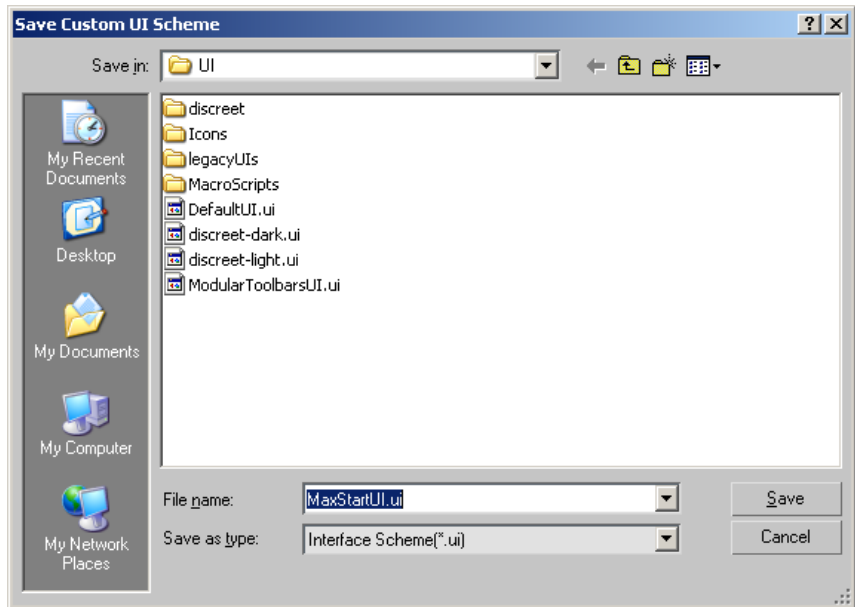 Save Custom UI Scheme
Save in:
UI
My Recent
Documents
Desktop
My Documents
My Computer
My Network
Places
discreet
Icons
legacyUIs
MacroScripts
DefaultUI.ui
discreet-dark.ui
discreet-light.ui
ModularToolbarsUI.ui
File name:
MaxStartUI.ui
Save
Save as type:
Interface Scheme(*.ui)
Cancel